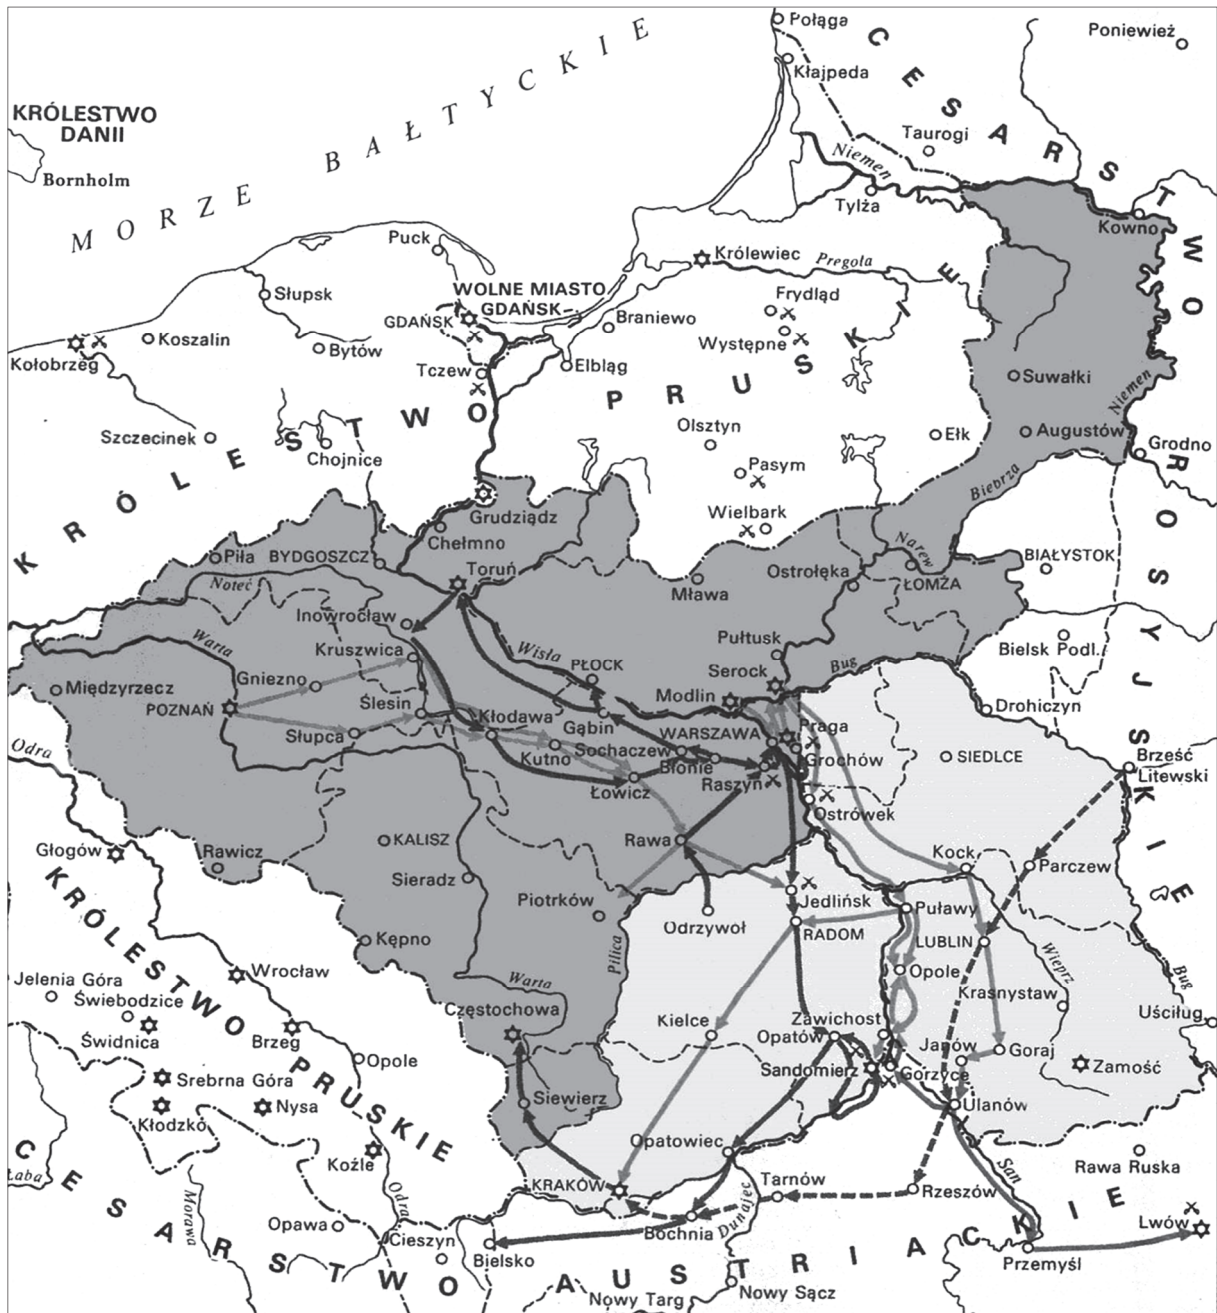 Połąga
Poniewież
Kłajpeda
CESARSTWO ROSYJSKIE
KRÓLESTWO
DANII
Bornholm
MORZE BAŁTYCKIE
Taurogi
Niemen
Tylża
Kowno
Puck
Królewiec
Pregoła
WOLNE MIASTO
GDAŃSK
GDAŃSK
Słupsk
Frydląd
Braniewo
Występne
Koszalin
Kołobrzeg
Bytów
Tczew
Elbląg
Suwałki
Niemen
KRÓLESTWO PRUSKIE
Szczecinek
Chojnice
Olsztyn
Ełk
Augustów
Grodno
Pasym
Biebrza
Grudziądz
Wielbark
Chełmno
Narew
BIAŁYSTOK
Piła
BYDGOSZCZ
Toruń
Ostrołęka
ŁOMŻA
Noteć
Mława
Inowrocław
Warta
Kruszwica
Wisła
Pułtusk
Bielsk Podl.
Serock
Bug
PŁOCK
Gniezno
Międzyrzecz
Modlin
POZNAŃ
Ślesin
Drohiczyn
Kłodawa
Gąbin
Praga
Słupca
WARSZAWA
Odra
Sochaczew
Kutno
Grochów
SIEDLCE
Brześć
Litewski
Błonie
Raszyn
Łowicz
Ostrówek
Rawa
Głogów
KALISZ
Kock
Rawicz
Parczew
Sieradz
Piotrków
Jedlińsk
Puławy
Odrzywół
RADOM
LUBLIN
KRÓLESTWO PRUSKIE
Kępno
Pilica
Wieprz
Wrocław
Warta
Opole
Bug
Jelenia Góra
Krasnystaw
Świebodzice
Częstochowa
Kielce
Zawichost
Uściług
Świdnica
Brzeg
Opatów
Janów
Goraj
Opole
Sandomierz
Gorzyce
Zamość
Srebrna Góra
Siewierz
Nysa
Ulanów
Kłodzko
Opatowiec
Koźle
San
Rawa Ruska
Łaba
KRAKÓW
Tarnów
Rzeszów
Morawa
Odra
Dunajec
Opawa
Bochnia
Lwów
Cieszyn
Bielsko
Przemyśl
CESARSTWO AUSTRIACKIE
Nowy Targ
Nowy Sącz